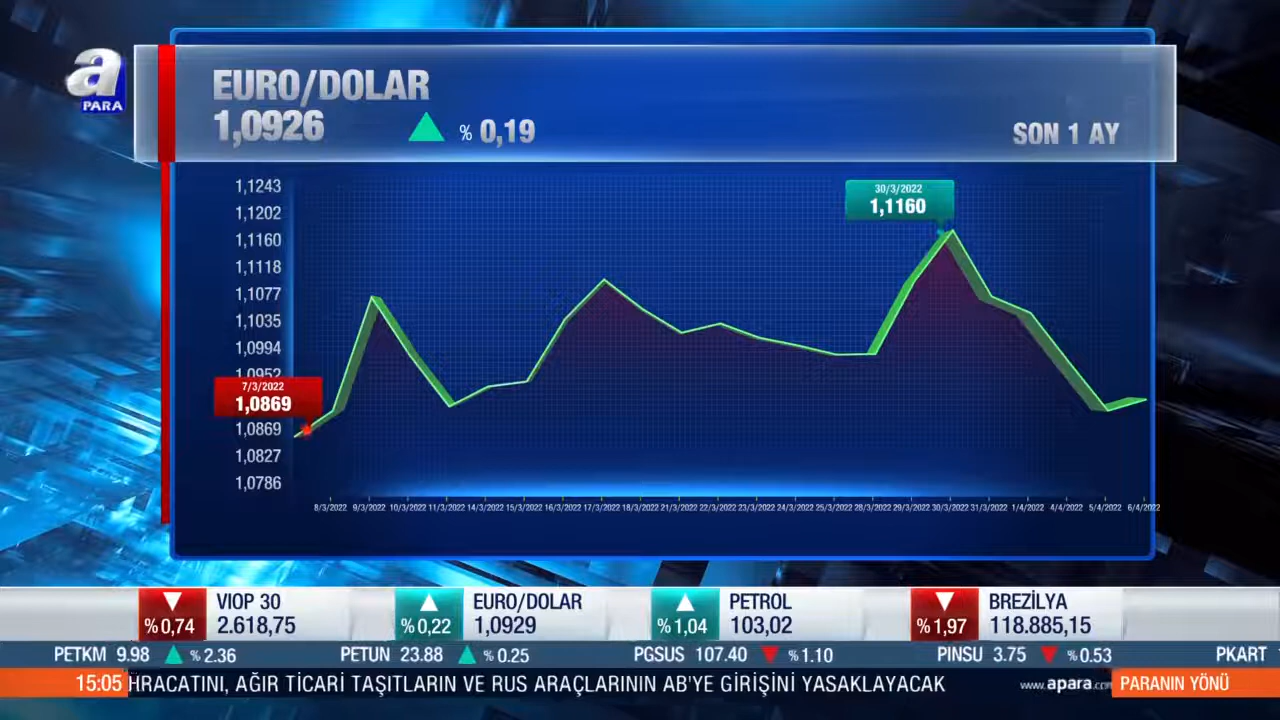 a
PARA
EURO/DOLAR
1,0926
% 0,19
SON 1 AY
1,1243
1,1202
1,1160
1,1118
1,1077
1,1035
1,0994
1,0952
1,0869
1,0827
1,0786
30/3/2022
1,1160
7/3/2022
1,0869
8/3/2022 9/3/2022 10/3/2022 11/3/2022 14/3/2022 15/3/2022 16/3/2022 17/3/2022 18/3/2022 21/3/2022 22/3/2022 23/3/2022 24/3/2022 25/3/2022 28/3/2022 29/3/2022 30/3/2022 31/3/2022 1/4/2022 4/4/2022 5/4/2022 6/4/2022
%0,74 VIOP 30 2.618,75
%0,22 EURO/DOLAR 1,0929
%1,04 PETROL 103,02
%1,97 BREZİLYA 118.885,15
PETKM 9.98 %2.36 PETUN 23.88 %0.25 PGSUS 107.40 %1.10 PINSU 3.75 %0.53 PKART
15:05 HRACATINI, AĞIR TİCARİ TAŞITLARIN VE RUS ARAÇLARININ AB'YE GİRİŞİNİ YASAKLAYACAK www.apara.com PARANIN YÖNÜ